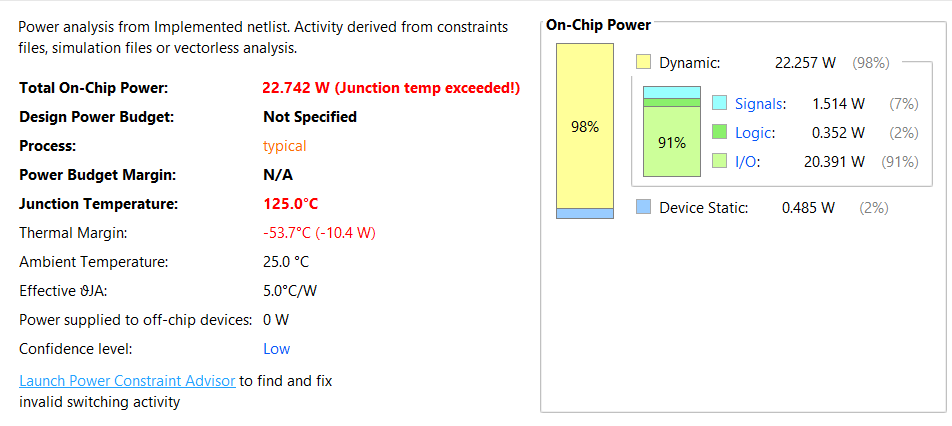 Power analysis from Implemented netlist. Activity derived from constraints
files, simulation files or vectorless analysis.
Total On-Chip Power: 22.742 W (Junction temp exceeded!)
Design Power Budget: Not Specified
Process: typical
Power Budget Margin: N/A
Junction Temperature: 125.0°C
Thermal Margin: -53.7°C (-10.4 W)
Ambient Temperature: 25.0 °C
Effective ϑJA: 5.0°C/W
Power supplied to off-chip devices: 0 W
Confidence level: Low
Launch Power Constraint Advisor to find and fix
invalid switching activity
On-Chip Power
98%
Dynamic: 22.257 W (98%)
91%
Signals: 1.514 W (7%)
Logic: 0.352 W (2%)
I/O: 20.391 W (91%)
Device Static: 0.485 W (2%)